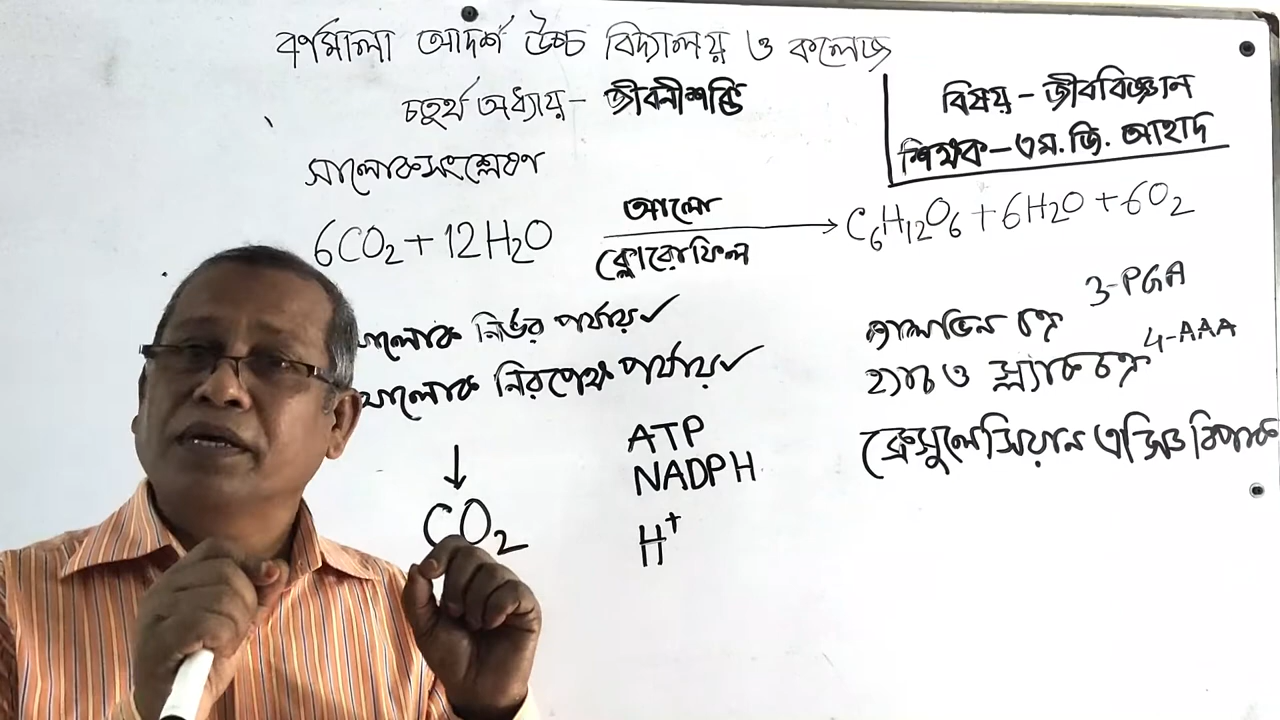 বর্ণমালা আদর্শ উচ্চ বিদ্যালয় ও কলেজ
চতুর্থ অধ্যায় - জীবনীশক্তি
বিষয় - জীববিজ্ঞান
শিক্ষক - এম. জি. আহাদ
সালোকসংশ্লেষণ
6CO₂ + 12H₂O আলো ক্লোরোফিল → C₆H₁₂O₆ + 6H₂O + 6O₂
আলোক নির্ভর পর্যায় ✓
আলোক নিরপেক্ষ পর্যায় ✓
↓
CO₂
ATP
NADPH
H⁺
ক্যালভিন চক্র 3-PGA
হ্যাচ ও স্ল্যাক চক্র 4-AAA
ক্রেসুলেসিয়ান এসিড বিপাক